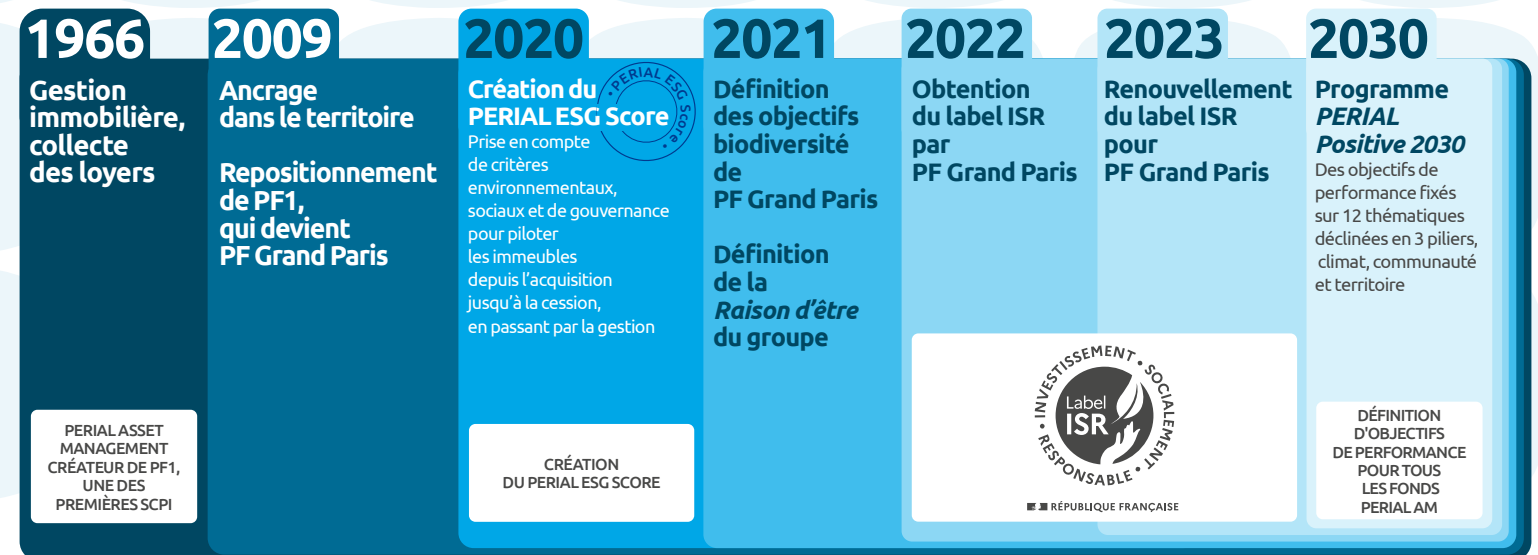 1966
Gestion
immobilière,
collecte
des loyers
PERIAL ASSET
MANAGEMENT
CRÉATEUR DE PF1,
UNE DES
PREMIÈRES SCPI
2009
Ancrage
dans le territoire
Repositionnement
de PF1,
qui devient
PF Grand Paris
2020
Création du
PERIAL ESG Score
• PERIAL ESG Score •
Prise en compte
de critères
environnementaux,
sociaux et de gouvernance
pour piloter
les immeubles
depuis l'acquisition
jusqu'à la cession,
en passant par la gestion
CRÉATION
DU PERIAL ESG SCORE
2021
Définition
des objectifs
biodiversité
de
PF Grand Paris
Définition
de la
Raison d'être
du groupe
2022
Obtention
du label ISR
par
PF Grand Paris
2023
Renouvellement
du label ISR
pour
PF Grand Paris
• INVESTISSEMENT • SOCIALEMENT • RESPONSABLE
Label
ISR
RÉPUBLIQUE FRANÇAISE
2030
Programme
PERIAL
Positive 2030
Des objectifs de
performance fixés
sur 12 thématiques
déclinées en 3 piliers,
climat, communauté
et territoire
DÉFINITION
D'OBJECTIFS
DE PERFORMANCE
POUR TOUS
LES FONDS
PERIAL AM